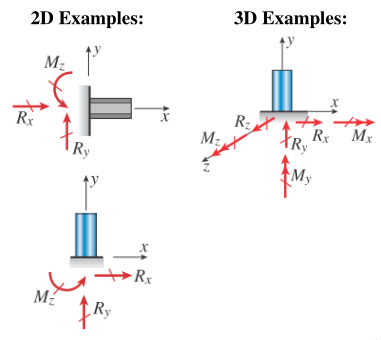 2D Examples: 3D Examples:
y
M_z
R_x
x
R_y
y
x
R_x
M_z
R_y
y
x
R_z
M_z
R_x
M_x
R_y
z
M_y